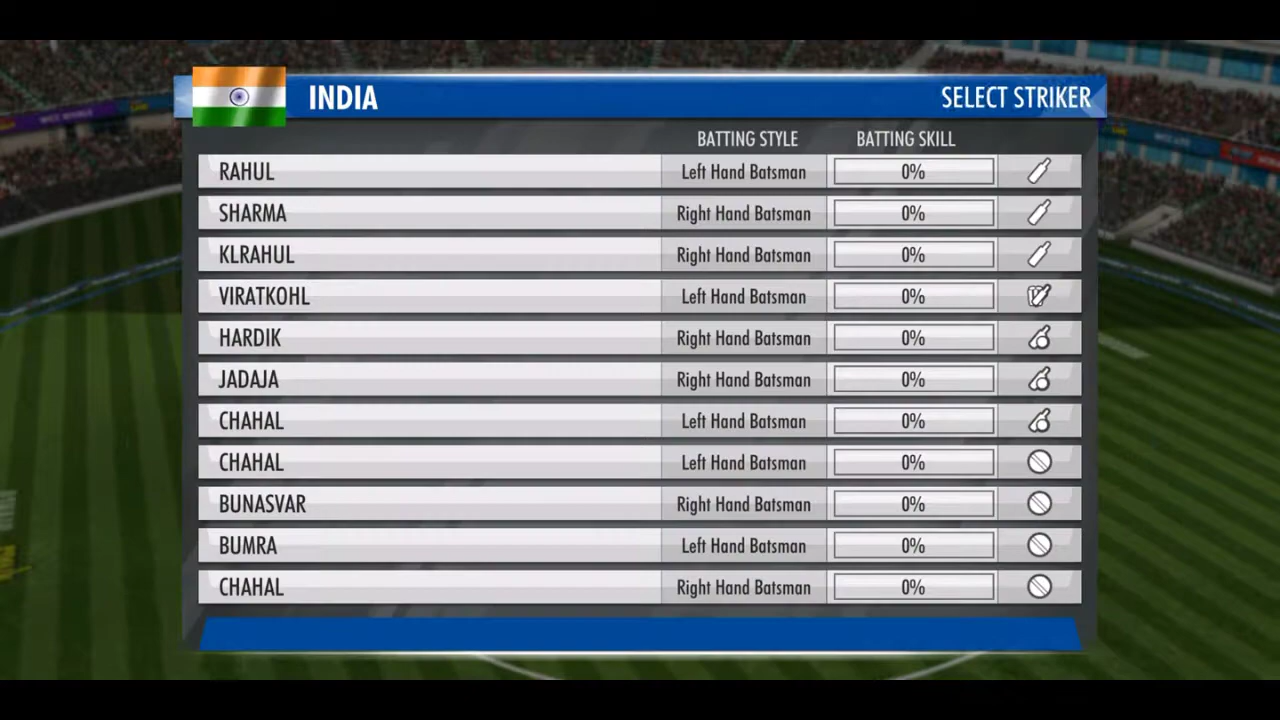 INDIA SELECT STRIKER
BATTING STYLE BATTING SKILL
RAHUL Left Hand Batsman 0%
SHARMA Right Hand Batsman 0%
KLRAHUL Right Hand Batsman 0%
VIRATKOHL Left Hand Batsman 0%
HARDIK Right Hand Batsman 0%
JADAJA Right Hand Batsman 0%
CHAHAL Left Hand Batsman 0%
CHAHAL Left Hand Batsman 0%
BUNASVAR Right Hand Batsman 0%
BUMRA Left Hand Batsman 0%
CHAHAL Right Hand Batsman 0%